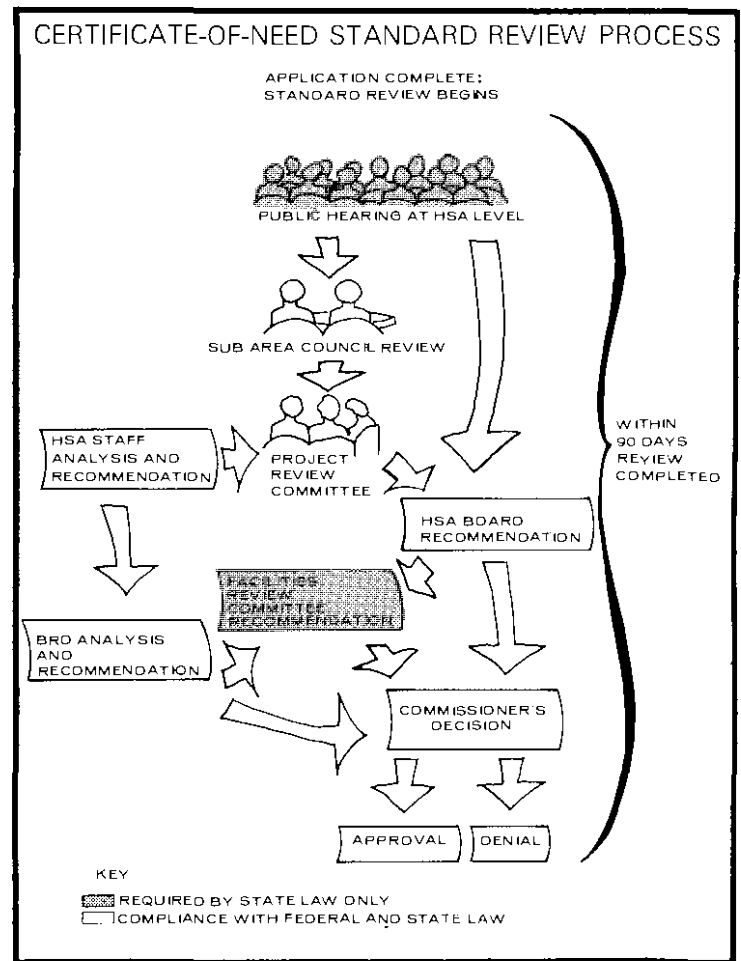 CERTIFICATE-OF-NEED STANDARD REVIEW PROCESS
APPLICATION COMPLETE:
STANDARD REVIEW BEGINS
PUBLIC HEARING AT HSA LEVEL
SUB AREA COUNCIL REVIEW
HSA STAFF
ANALYSIS AND
RECOMMENDATION
PROJECT
REVIEW
COMMITTEE
WITHIN
90 DAYS
REVIEW
COMPLETED
HSA BOARD
RECOMMENDATION
FACILITIES
REVIEW
COMMITTEE
RECOMMENDATION
BRD ANALYSIS
AND
RECOMMENDATION
COMMISSIONER'S
DECISION
APPROVAL
DENIAL
KEY
REQUIRED BY STATE LAW ONLY
COMPLIANCE WITH FEDERAL AND STATE LAW